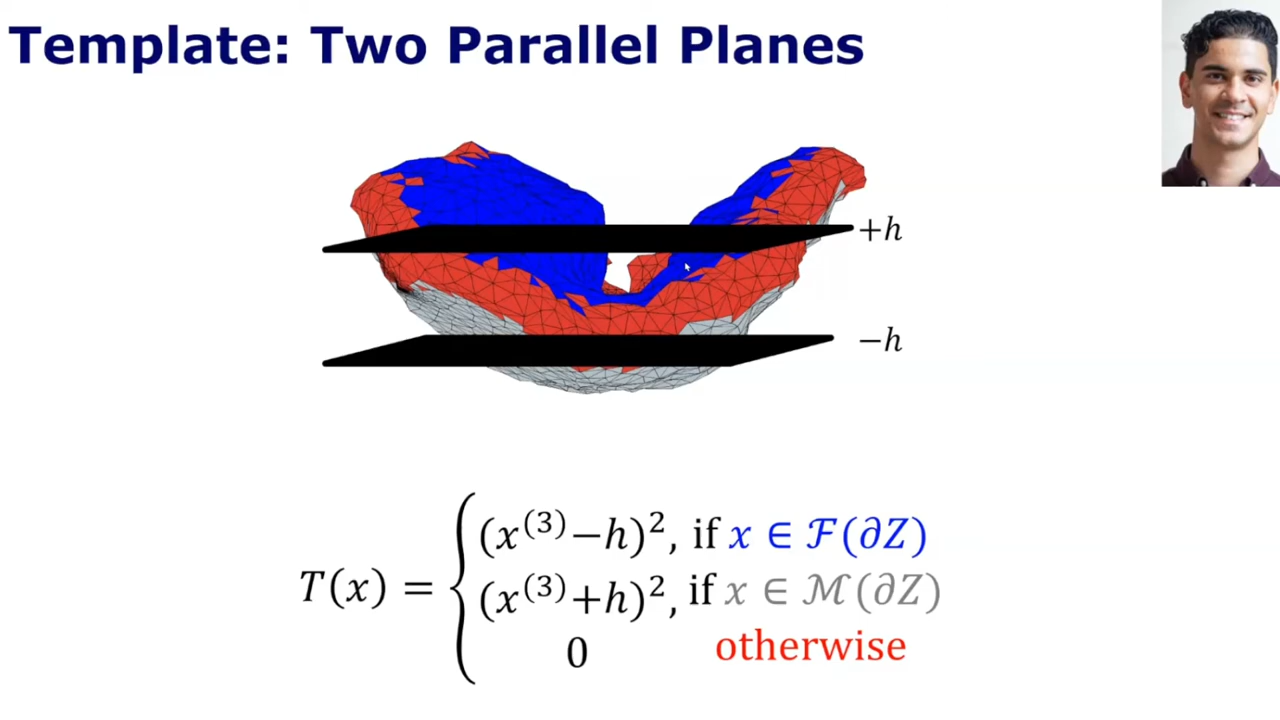 Template: Two Parallel Planes
+h
−h
T(x) = { (x^(3)−h)^2, if x ∈ ℱ(∂Z)
(x^(3)+h)^2, if x ∈ ℳ(∂Z)
0 otherwise